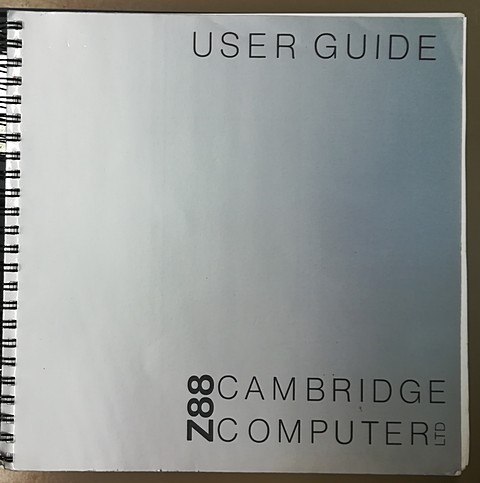 USER GUIDE
Z88
CAMBRIDGE
COMPUTER LTD